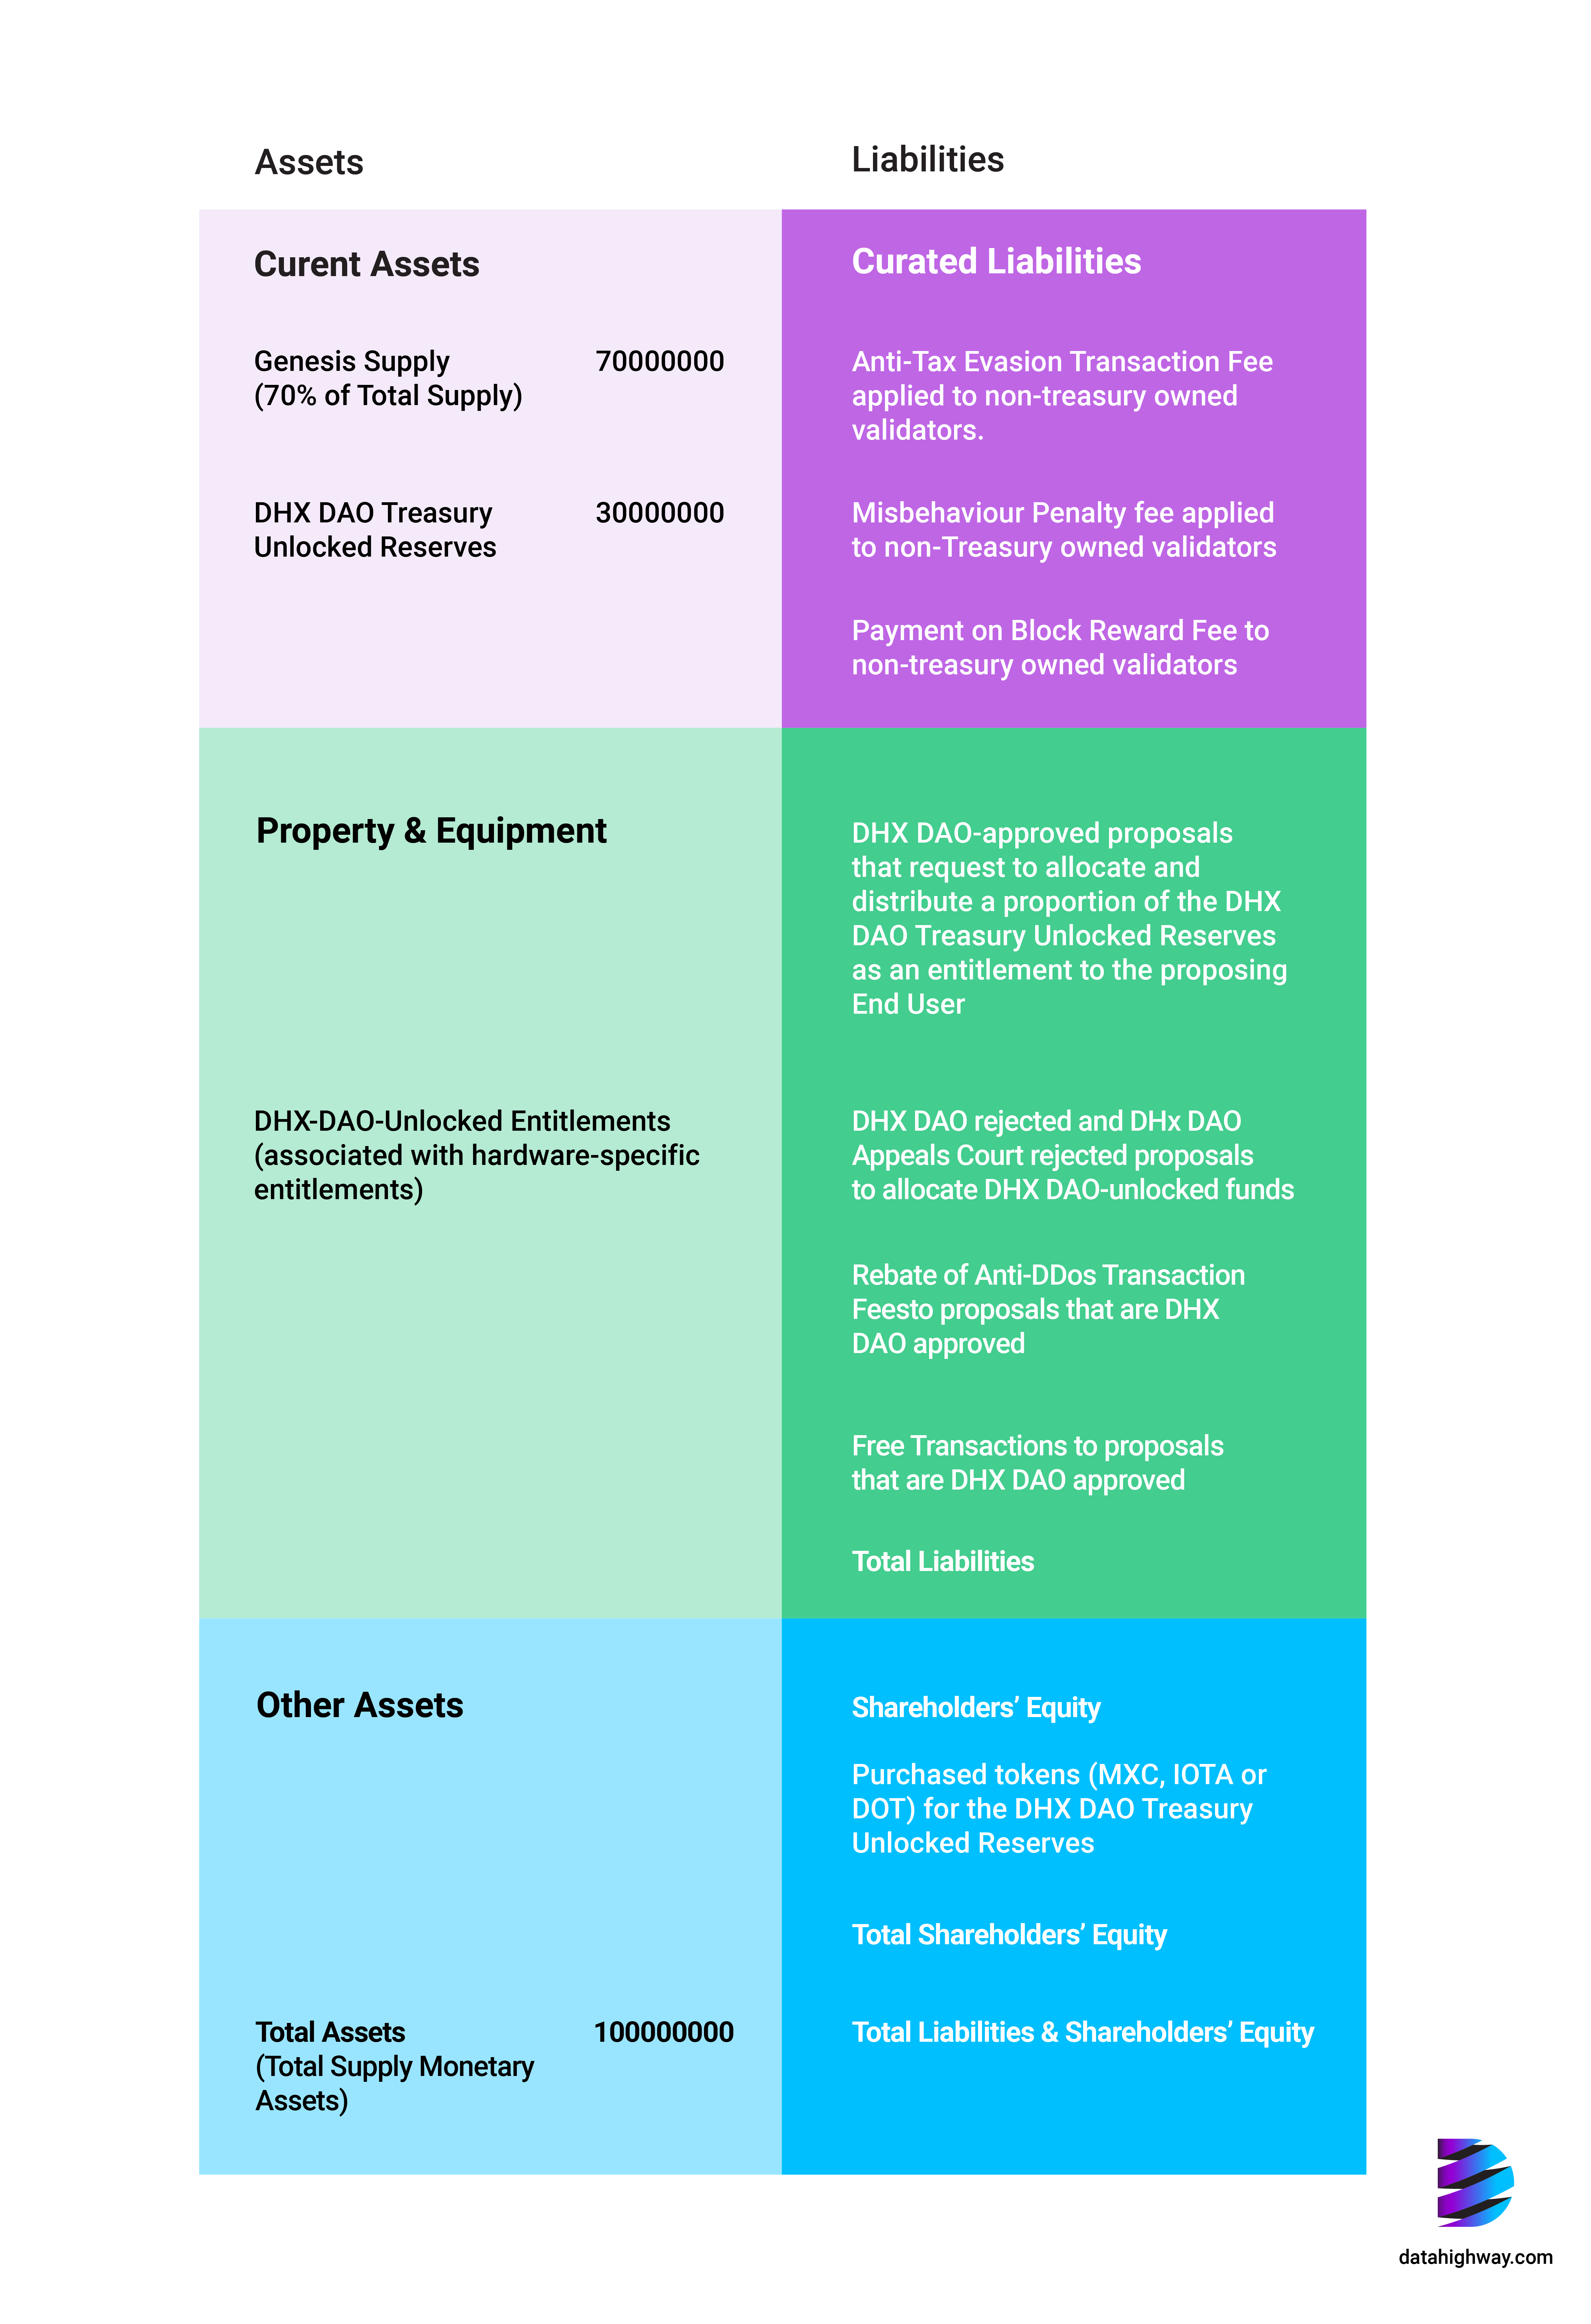 Assets
Liabilities
Curent Assets
Curated Liabilities
Genesis Supply
(70% of Total Supply)
70000000
Anti-Tax Evasion Transaction Fee
applied to non-treasury owned
validators.
DHX DAO Treasury
Unlocked Reserves
30000000
Misbehaviour Penalty fee applied
to non-Treasury owned validators
Payment on Block Reward Fee to
non-treasury owned validators
Property & Equipment
DHX DAO-approved proposals
that request to allocate and
distribute a proportion of the DHX
DAO Treasury Unlocked Reserves
as an entitlement to the proposing
End User
DHX-DAO-Unlocked Entitlements
(associated with hardware-specific
entitlements)
DHX DAO rejected and DHx DAO
Appeals Court rejected proposals
to allocate DHX DAO-unlocked funds
Rebate of Anti-DDos Transaction
Feesto proposals that are DHX
DAO approved
Free Transactions to proposals
that are DHX DAO approved
Total Liabilities
Other Assets
Shareholders’ Equity
Purchased tokens (MXC, IOTA or
DOT) for the DHX DAO Treasury
Unlocked Reserves
Total Shareholders’ Equity
Total Assets
(Total Supply Monetary
Assets)
100000000
Total Liabilities & Shareholders’ Equity
datahighway.com